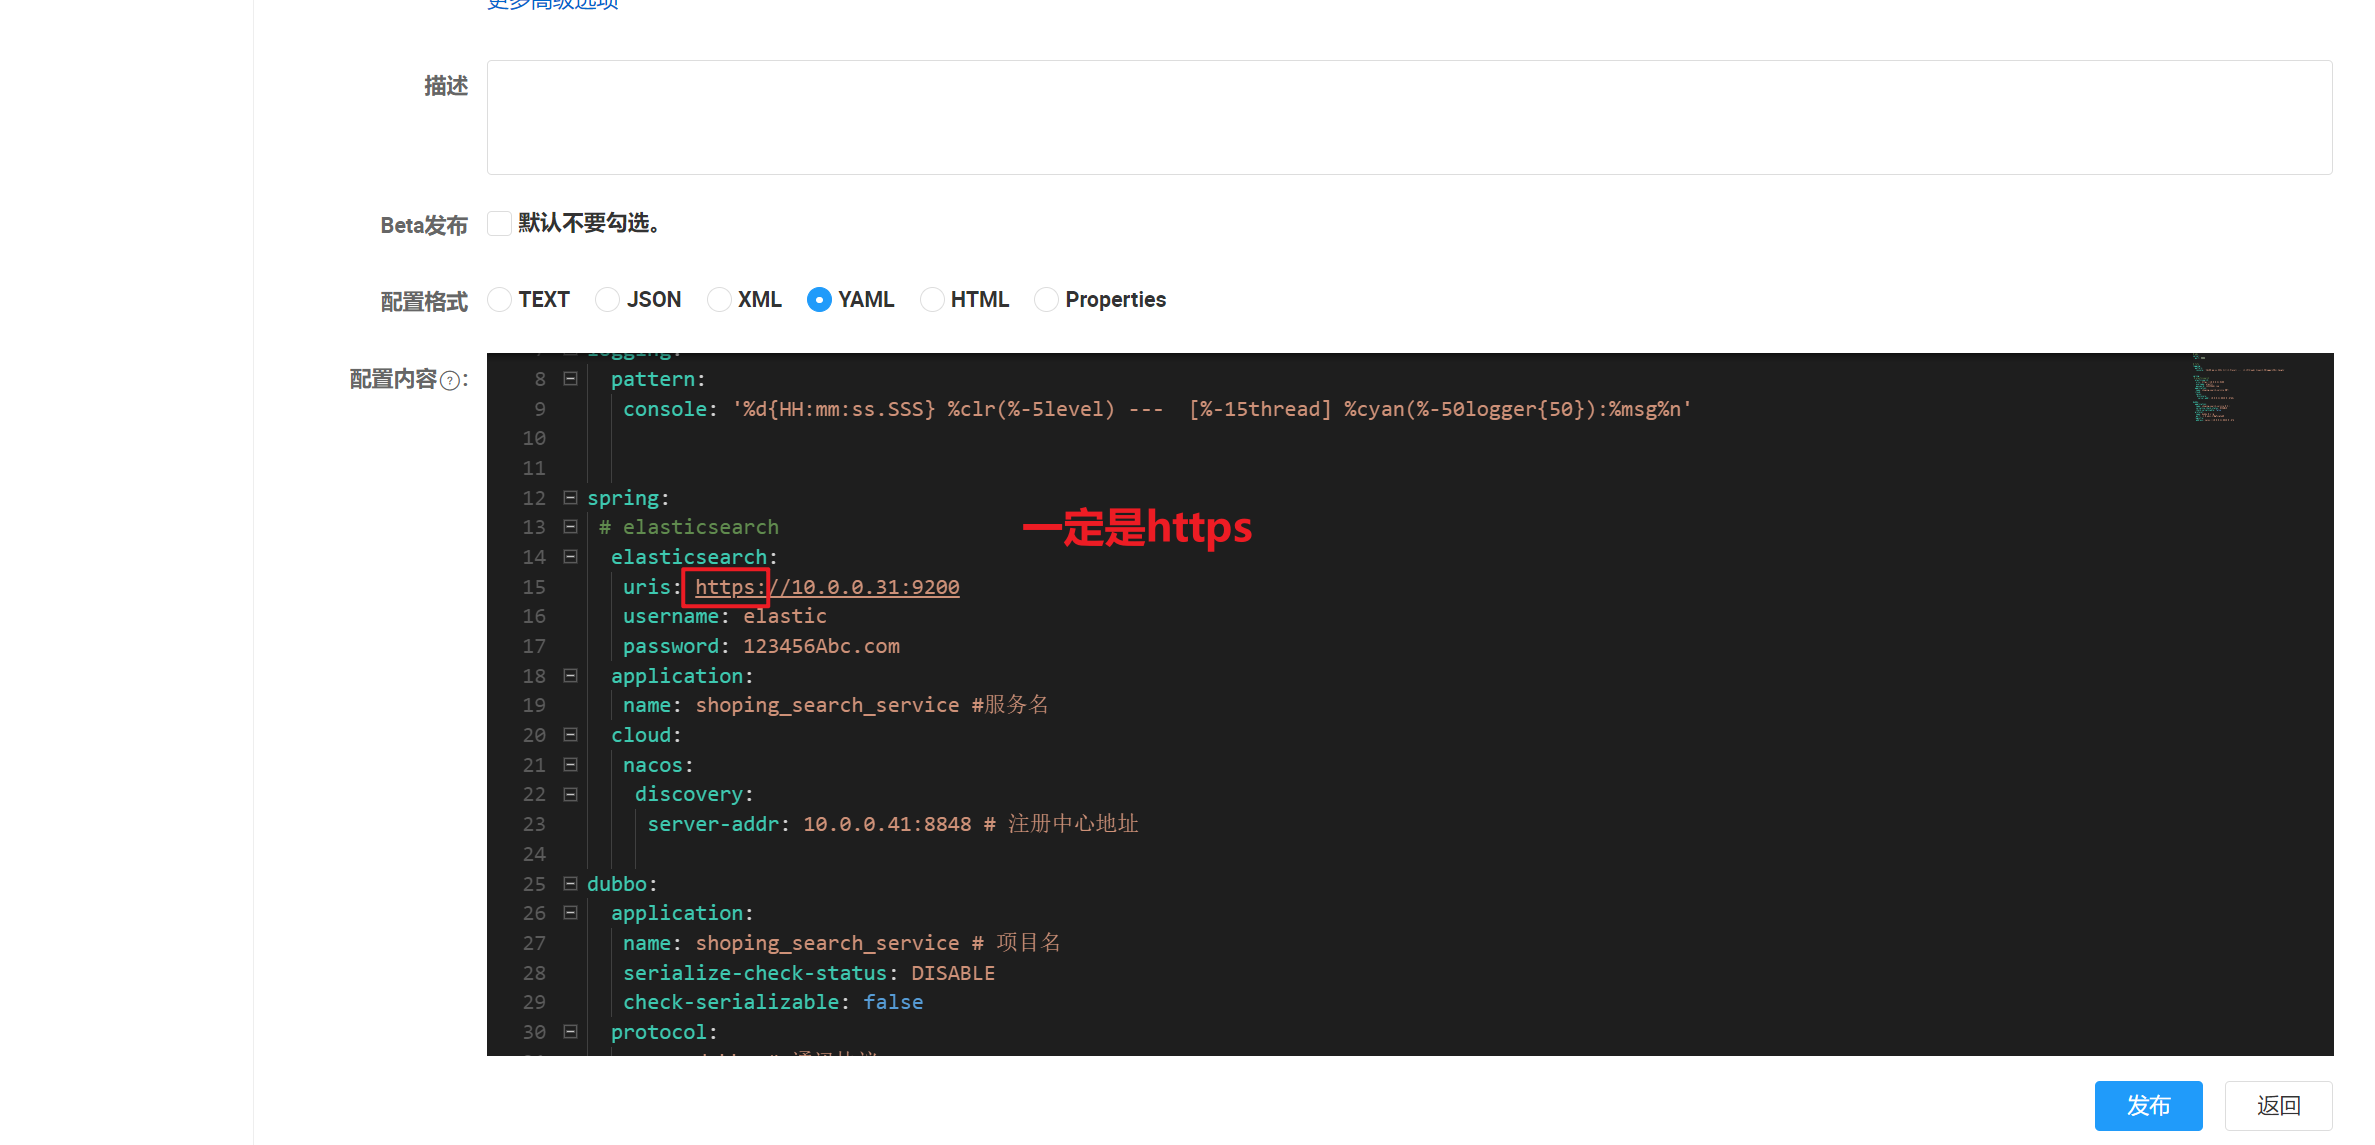 更多高级选项
描述
Beta发布 默认不要勾选。
配置格式 TEXT JSON XML YAML HTML Properties
配置内容?:
logging:
8 pattern:
9 console: '%d{HH:mm:ss.SSS} %clr(%-5level) ---  [%-15thread] %cyan(%-50logger{50}):%msg%n'
10
11
12 spring:
13 # elasticsearch
一定是https
14 elasticsearch:
15 uris: https://10.0.0.31:9200
16 username: elastic
17 password: 123456Abc.com
18 application:
19 name: shoping_search_service #服务名
20 cloud:
21 nacos:
22 discovery:
23 server-addr: 10.0.0.41:8848 # 注册中心地址
24
25 dubbo:
26 application:
27 name: shoping_search_service # 项目名
28 serialize-check-status: DISABLE
29 check-serializable: false
30 protocol:
发布 返回